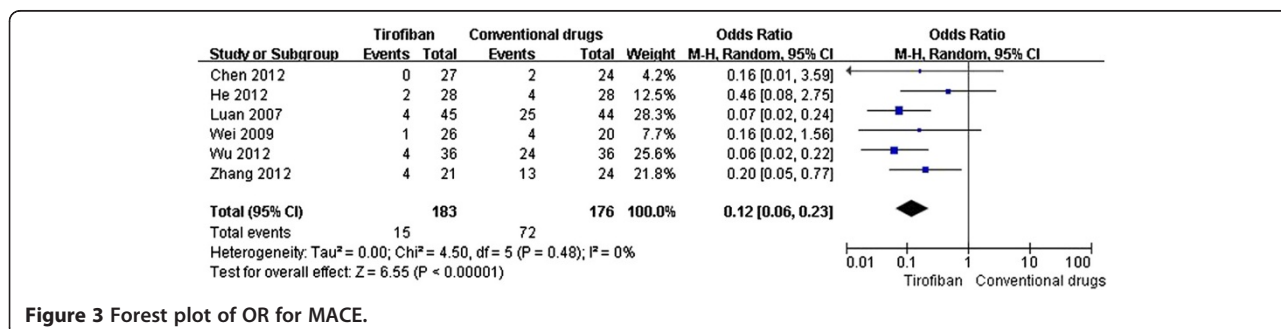 Tirofiban Conventional drugs Odds Ratio Odds Ratio
Study or Subgroup Events Total Events Total Weight M-H, Random, 95% CI M-H, Random, 95% CI
Chen 2012 0 27 2 24 4.2% 0.16 [0.01, 3.59]
He 2012 2 28 4 28 12.5% 0.46 [0.08, 2.75]
Luan 2007 4 45 25 44 28.3% 0.07 [0.02, 0.24]
Wei 2009 1 26 4 20 7.7% 0.16 [0.02, 1.56]
Wu 2012 4 36 24 36 25.6% 0.06 [0.02, 0.22]
Zhang 2012 4 21 13 24 21.8% 0.20 [0.05, 0.77]
Total (95% CI) 183 176 100.0% 0.12 [0.06, 0.23]
Total events 15 72
Heterogeneity: Tau² = 0.00; Chi² = 4.50, df = 5 (P = 0.48); I² = 0%
Test for overall effect: Z = 6.55 (P < 0.00001)
0.01 0.1 1 10 100
Tirofiban Conventional drugs
Figure 3 Forest plot of OR for MACE.